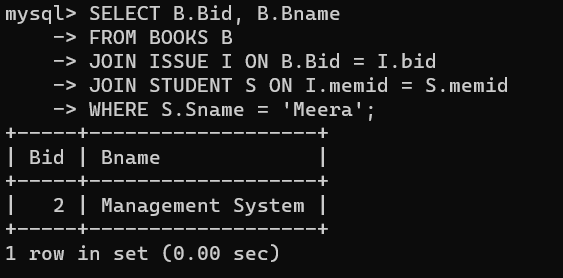 mysql> SELECT B.Bid, B.Bname
    -> FROM BOOKS B
    -> JOIN ISSUE I ON B.Bid = I.bid
    -> JOIN STUDENT S ON I.memid = S.memid
    -> WHERE S.Sname = 'Meera';
+-----+-------------------+
| Bid | Bname             |
+-----+-------------------+
|   2 | Management System |
+-----+-------------------+
1 row in set (0.00 sec)